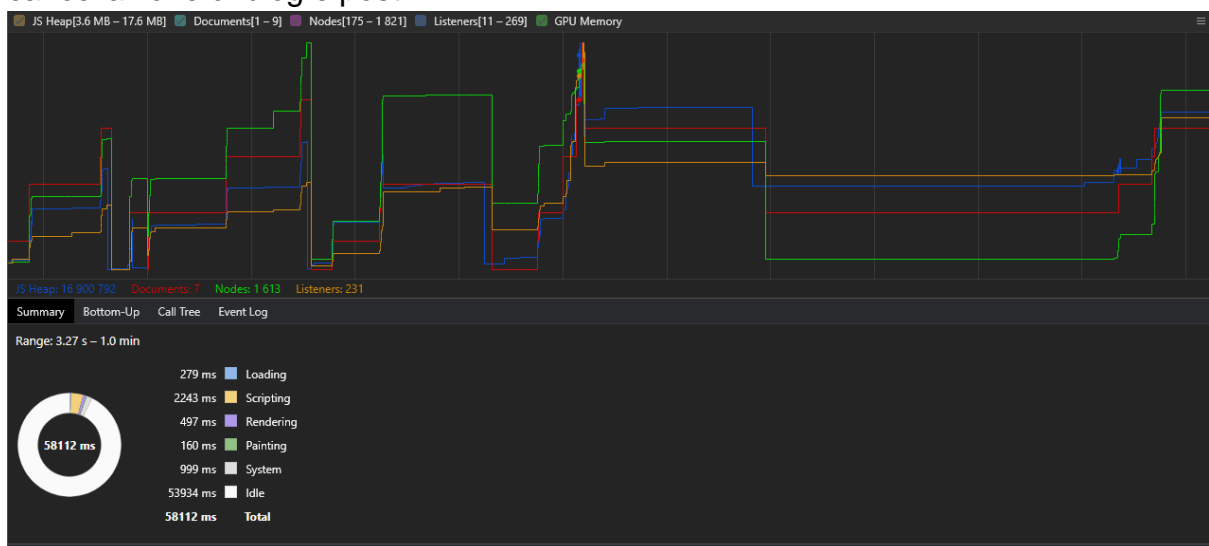 JS Heap[3.6 MB – 17.6 MB] Documents[1 – 9] Nodes[175 – 1 821] Listeners[11 – 269] GPU Memory
JS Heap: 16 900 792 Documents: 7 Nodes: 1 613 Listeners: 231
Summary Bottom-Up Call Tree Event Log
Range: 3.27 s – 1.0 min
279 ms Loading
2243 ms Scripting
497 ms Rendering
58112 ms
160 ms Painting
999 ms System
53934 ms Idle
58112 ms Total